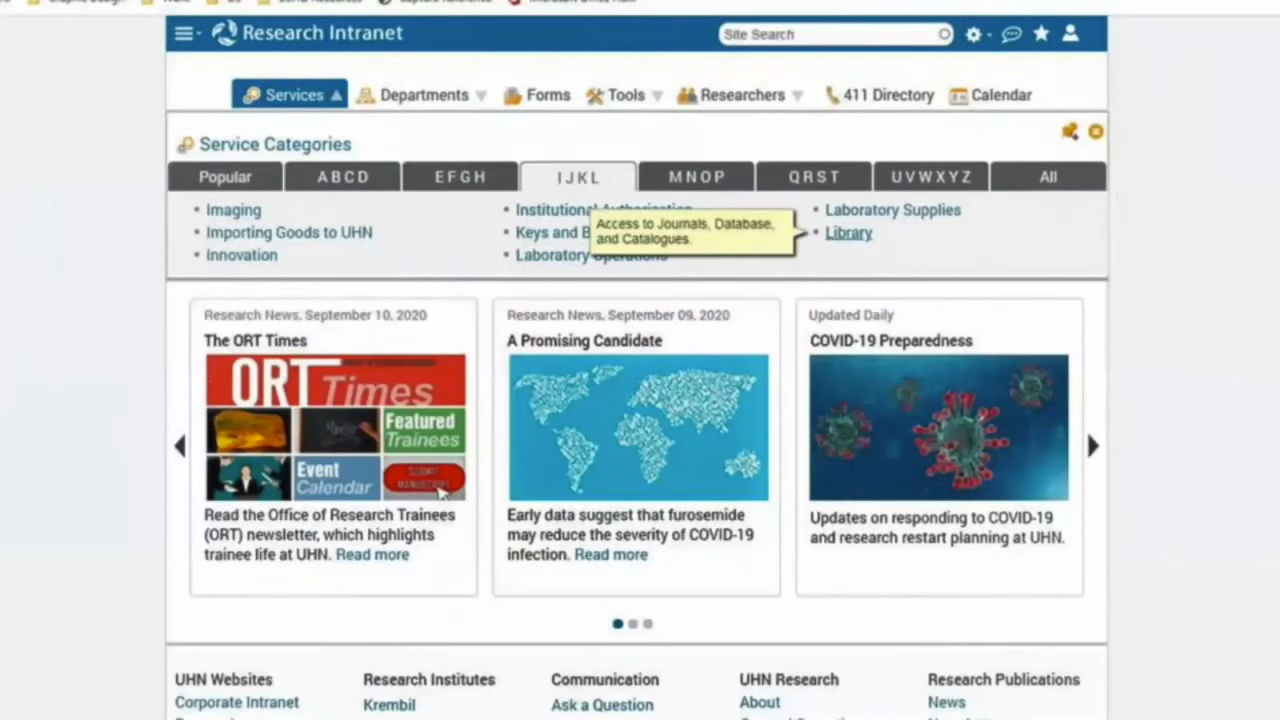 Research Intranet
Site Search
Services
Departments
Forms
Tools
Researchers
411 Directory
Calendar
Service Categories
Popular
A B C D
E F G H
I J K L
M N O P
Q R S T
U V W X Y Z
All
Imaging
Importing Goods to UHN
Innovation
Institutional
Keys and
Laboratory
Access to Journals, Database,
and Catalogues.
Laboratory Supplies
Library
Research News, September 10, 2020
The ORT Times
ORT Times
Featured
Trainees
Event
Calendar
SUBMIT
MANUSCRIPT
Read the Office of Research Trainees
(ORT) newsletter, which highlights
trainee life at UHN. Read more
Research News, September 09, 2020
A Promising Candidate
Early data suggest that furosemide
may reduce the severity of COVID-19
infection. Read more
Updated Daily
COVID-19 Preparedness
Updates on responding to COVID-19
and research restart planning at UHN.
UHN Websites
Corporate Intranet
Research Institutes
Krembil
Communication
Ask a Question
UHN Research
About
Research Publications
News